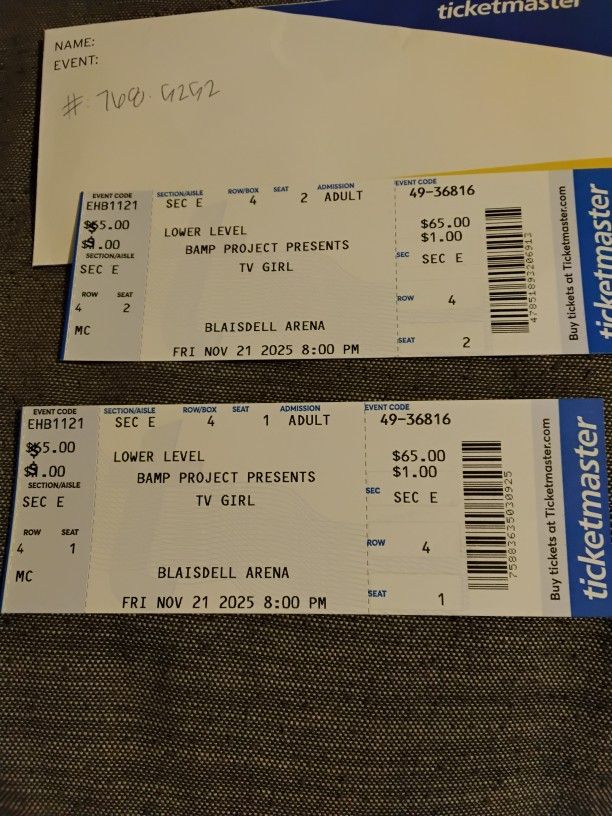 ticketmaster
NAME:
EVENT:
#: 768. G2G2
EVENT CODE SECTION/AISLE ROW/BOX SEAT ADMISSION EVENT CODE
EHB1121 SEC E 4 2 ADULT 49-36816
$65.00 LOWER LEVEL $65.00
$1.00 BAMP PROJECT PRESENTS $1.00
SECTION/AISLE TV GIRL SEC SEC E
SEC E
ROW SEAT ROW 4
4 2
MC BLAISDELL ARENA
FRI NOV 21 2025 8:00 PM SEAT 2
47851893206913
Buy tickets at Ticketmaster.com
ticketmaster
EVENT CODE SECTION/AISLE ROW/BOX SEAT ADMISSION EVENT CODE
EHB1121 SEC E 4 1 ADULT 49-36816
$65.00 LOWER LEVEL $65.00
$1.00 BAMP PROJECT PRESENTS $1.00
SECTION/AISLE TV GIRL SEC SEC E
SEC E
ROW SEAT ROW 4
4 1
MC BLAISDELL ARENA
FRI NOV 21 2025 8:00 PM SEAT 1
75883635030925
Buy tickets at Ticketmaster.com
ticketmaster